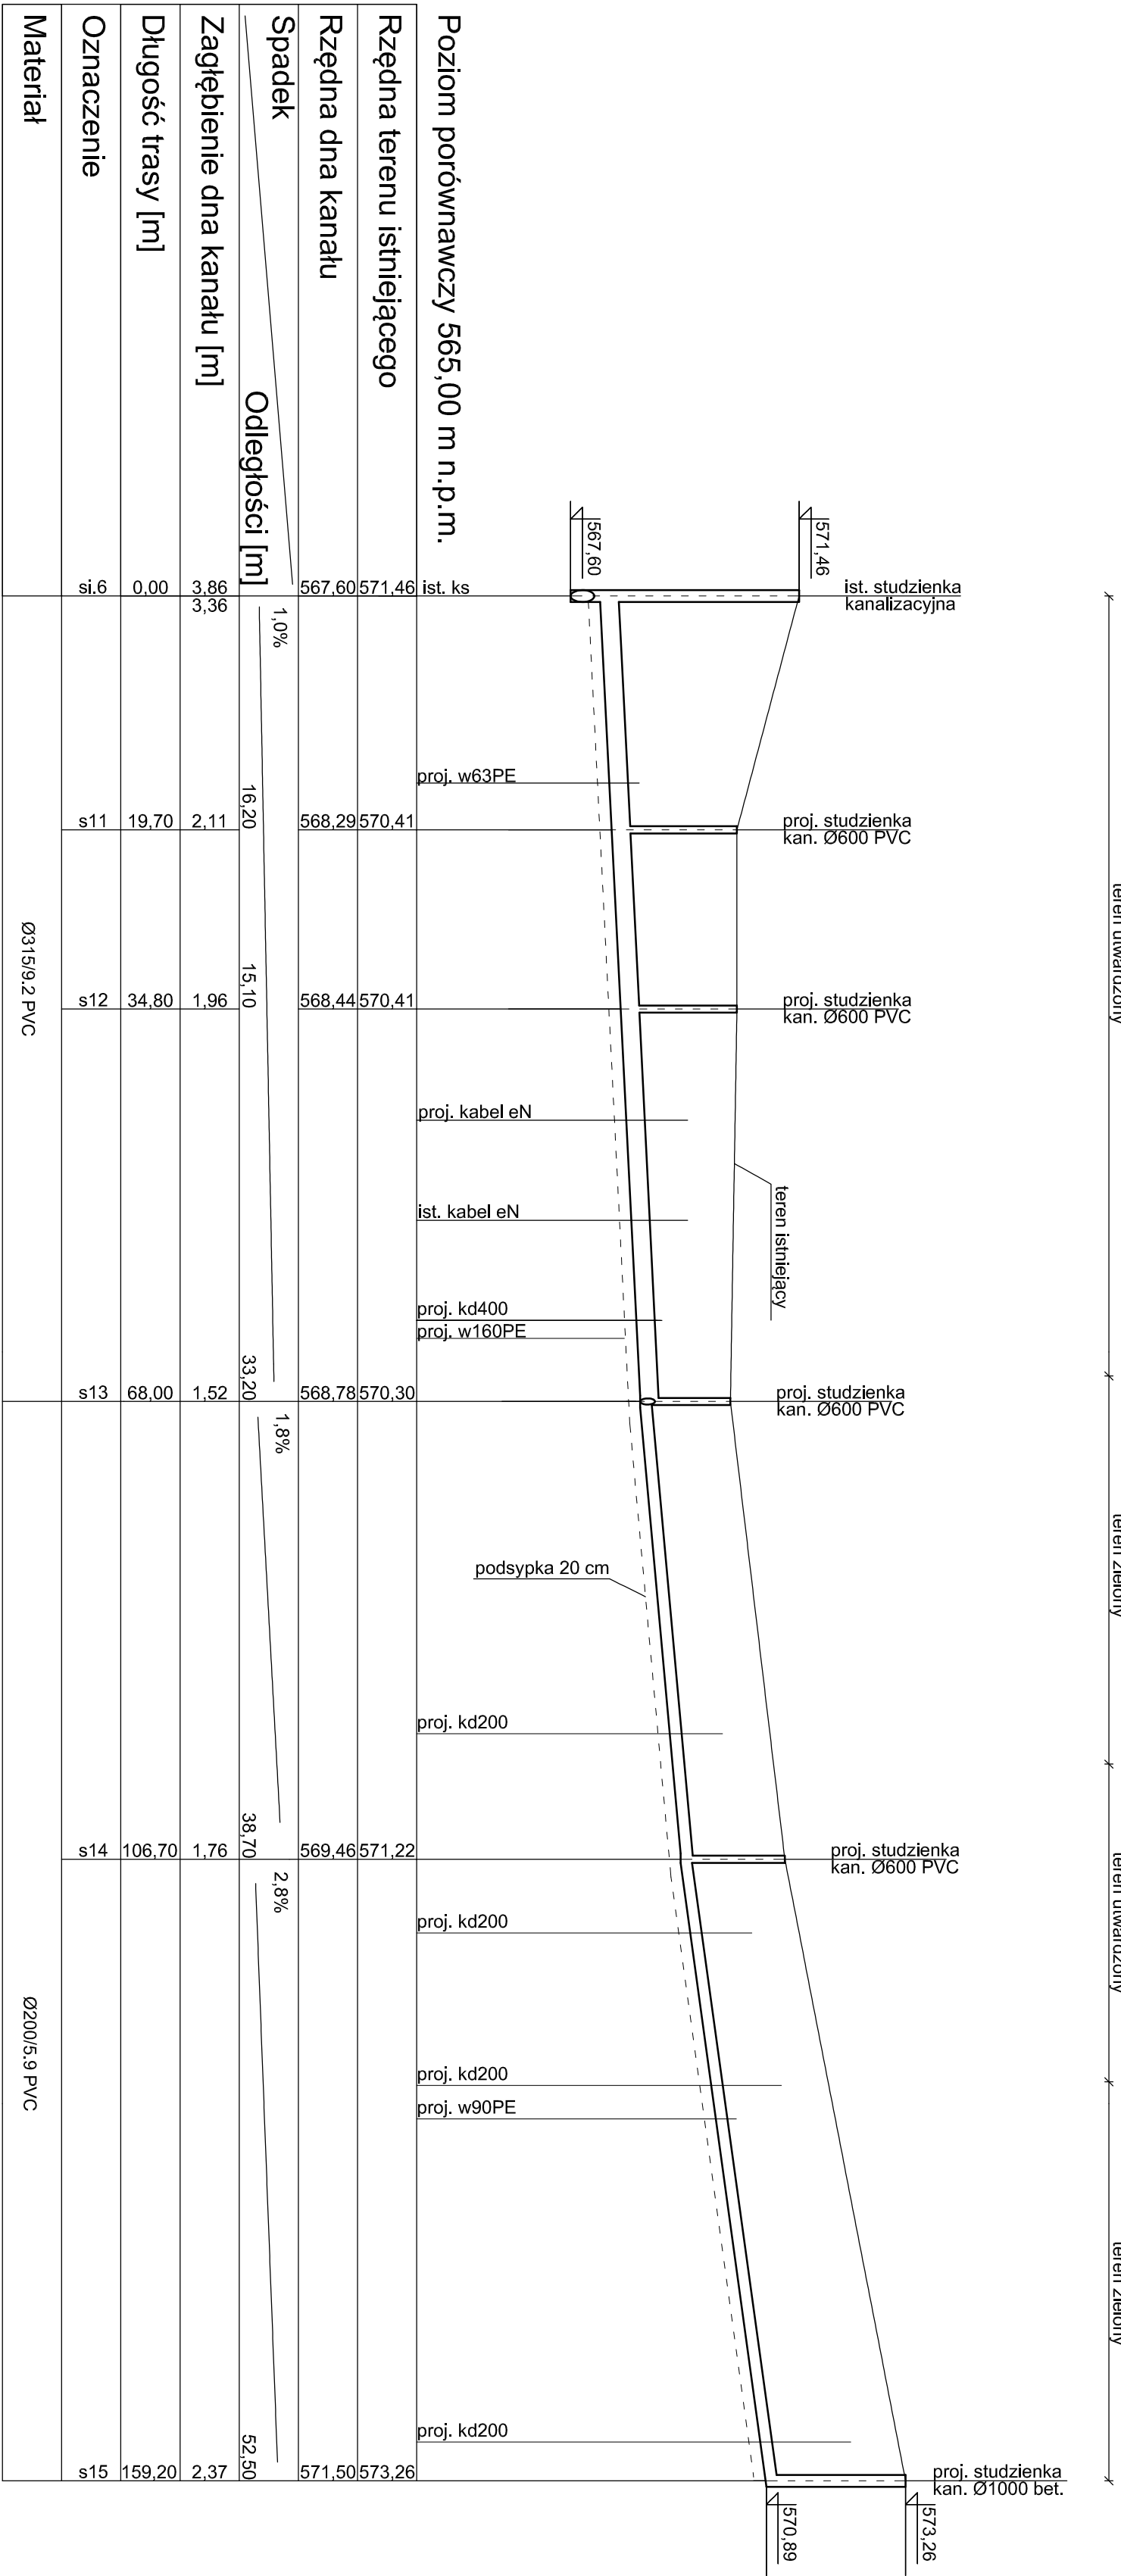 Poziom porównawczy 565,00 m n.p.m.
Rzędna terenu istniejącego
Rzędna dna kanału
Spadek
Odległości [m]
Zagłębienie dna kanału [m]
Długość trasy [m]
Oznaczenie
Materiał
571,46
567,60
ist. studzienka
kanalizacyjna
si.6
0,00
3,86
3,36
567,60
571,46
ist. ks
1,0%
proj. w63PE
16,20
s11
19,70
2,11
568,29
570,41
proj. studzienka
kan. Ø600 PVC
teren utwardzony
Ø315/9.2 PVC
15,10
s12
34,80
1,96
568,44
570,41
proj. studzienka
kan. Ø600 PVC
proj. kabel eN
teren istniejący
ist. kabel eN
proj. kd400
proj. w160PE
33,20
s13
68,00
1,52
568,78
570,30
proj. studzienka
kan. Ø600 PVC
1,8%
podsypka 20 cm
teren zielony
proj. kd200
38,70
s14
106,70
1,76
569,46
571,22
proj. studzienka
kan. Ø600 PVC
2,8%
proj. kd200
teren utwardzony
Ø200/5.9 PVC
proj. kd200
proj. w90PE
teren zielony
proj. kd200
52,50
s15
159,20
2,37
571,50
573,26
proj. studzienka
kan. Ø1000 bet.
570,89
573,26